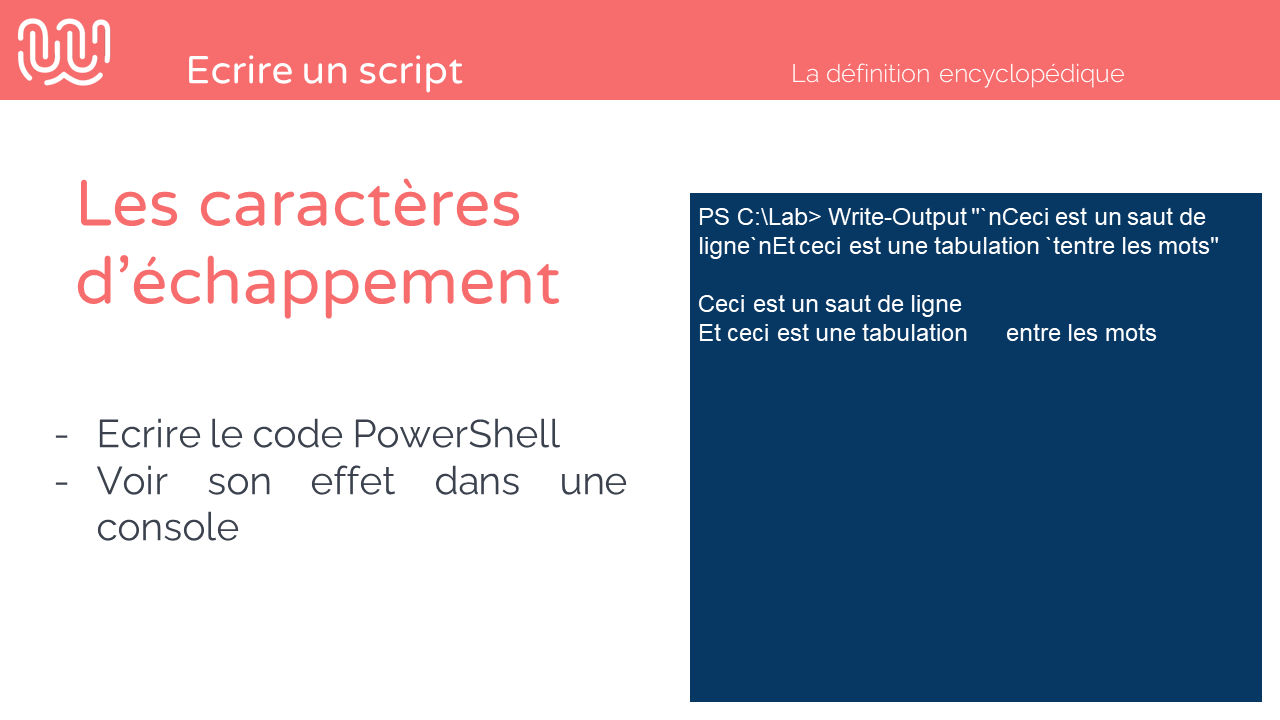 Ecrire un script
La définition encyclopédique
Les caractères
d’échappement
- Ecrire le code PowerShell
- Voir son effet dans une
console
PS C:\Lab> Write-Output "`nCeci est un saut de
ligne`nEt ceci est une tabulation `tentre les mots"
Ceci est un saut de ligne
Et ceci est une tabulation entre les mots